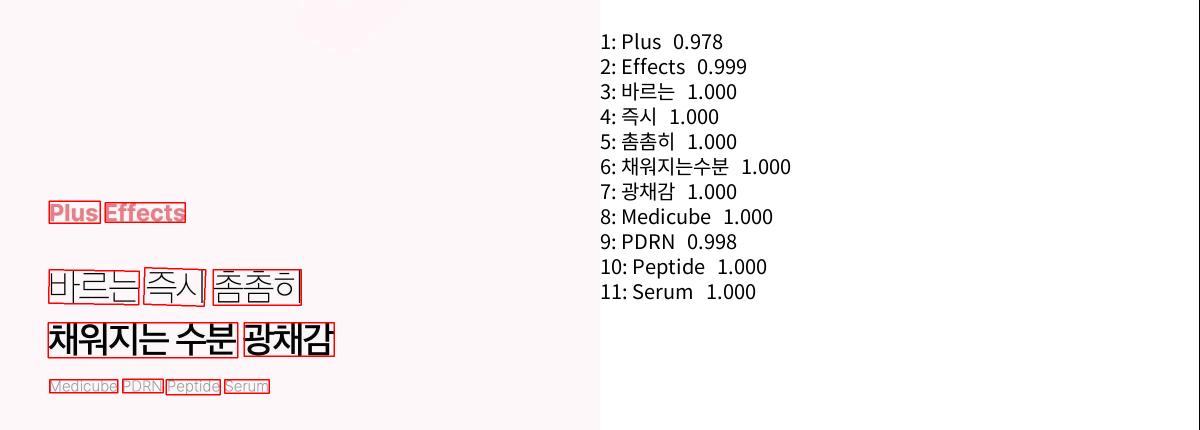 Plus Effects
바르는 즉시 촘촘히
채워지는 수분 광채감
Medicube PDRN Peptide Serum
1: Plus 0.978
2: Effects 0.999
3: 바르는 1.000
4: 즉시 1.000
5: 촘촘히 1.000
6: 채워지는수분 1.000
7: 광채감 1.000
8: Medicube 1.000
9: PDRN 0.998
10: Peptide 1.000
11: Serum 1.000